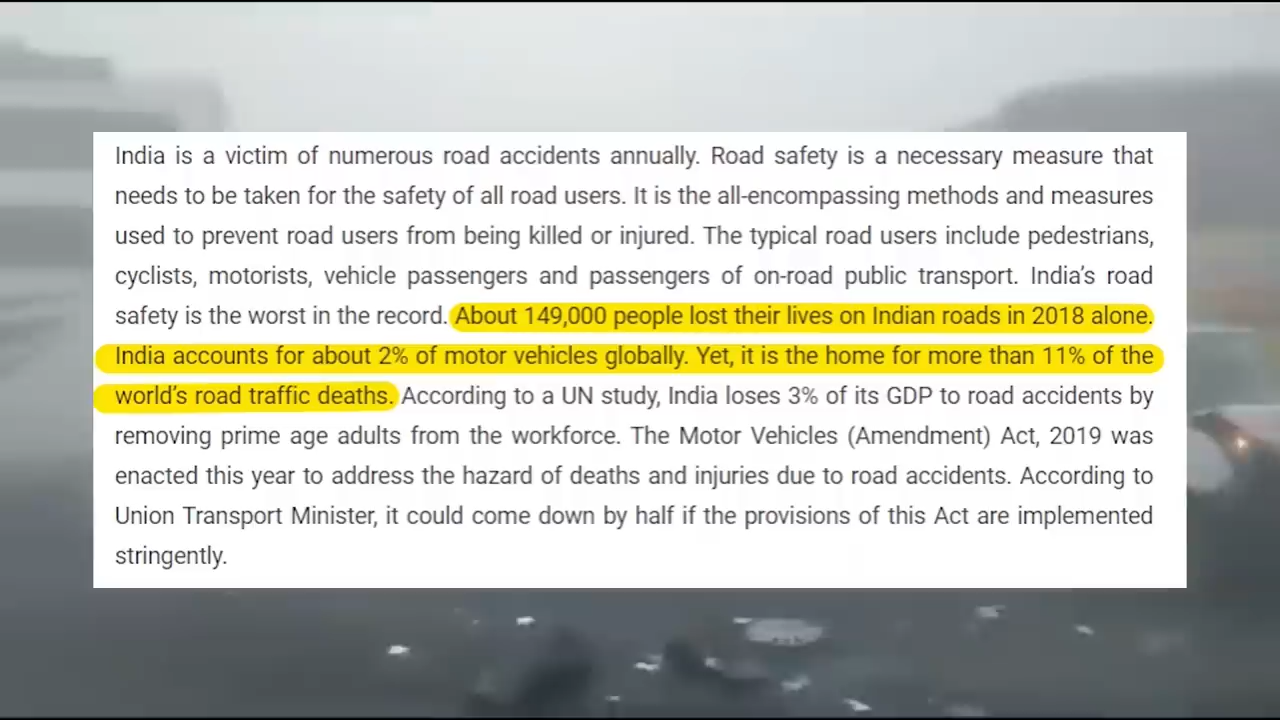 India is a victim of numerous road accidents annually. Road safety is a necessary measure that
needs to be taken for the safety of all road users. It is the all-encompassing methods and measures
used to prevent road users from being killed or injured. The typical road users include pedestrians,
cyclists, motorists, vehicle passengers and passengers of on-road public transport. India's road
safety is the worst in the record. About 149,000 people lost their lives on Indian roads in 2018 alone.
India accounts for about 2% of motor vehicles globally. Yet, it is the home for more than 11% of the
world's road traffic deaths. According to a UN study, India loses 3% of its GDP to road accidents by
removing prime age adults from the workforce. The Motor Vehicles (Amendment) Act, 2019 was
enacted this year to address the hazard of deaths and injuries due to road accidents. According to
Union Transport Minister, it could come down by half if the provisions of this Act are implemented
stringently.